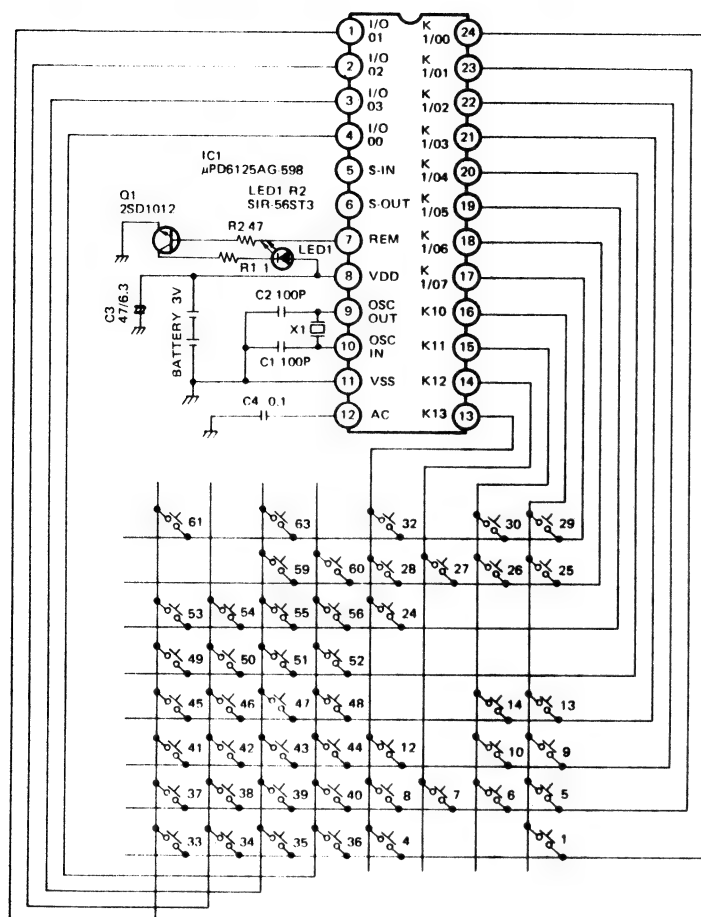 1 I/O 01
2 I/O 02
3 I/O 03
4 I/O 00
5 S-IN
6 S-OUT
7 REM
8 VDD
9 OSC OUT
10 OSC IN
11 VSS
12 AC
K 1/00 24
K 1/01 23
K 1/02 22
K 1/03 21
K 1/04 20
K 1/05 19
K 1/06 18
K 1/07 17
K10 16
K11 15
K12 14
K13 13
IC1
µPD6125AG-598
LED1 R2
SIR-56ST3
Q1
2SD1012
R2 47
LED1
R1 1
C3
47/6.3
BATTERY 3V
C2 100P
X1
C1 100P
C4 0.1
61 63 32 30 29
59 60 28 27 26 25
53 54 55 56 24
49 50 51 52
45 46 47 48 14 13
41 42 43 44 12 10 9
37 38 39 40 8 7 6 5
33 34 35 36 4 1